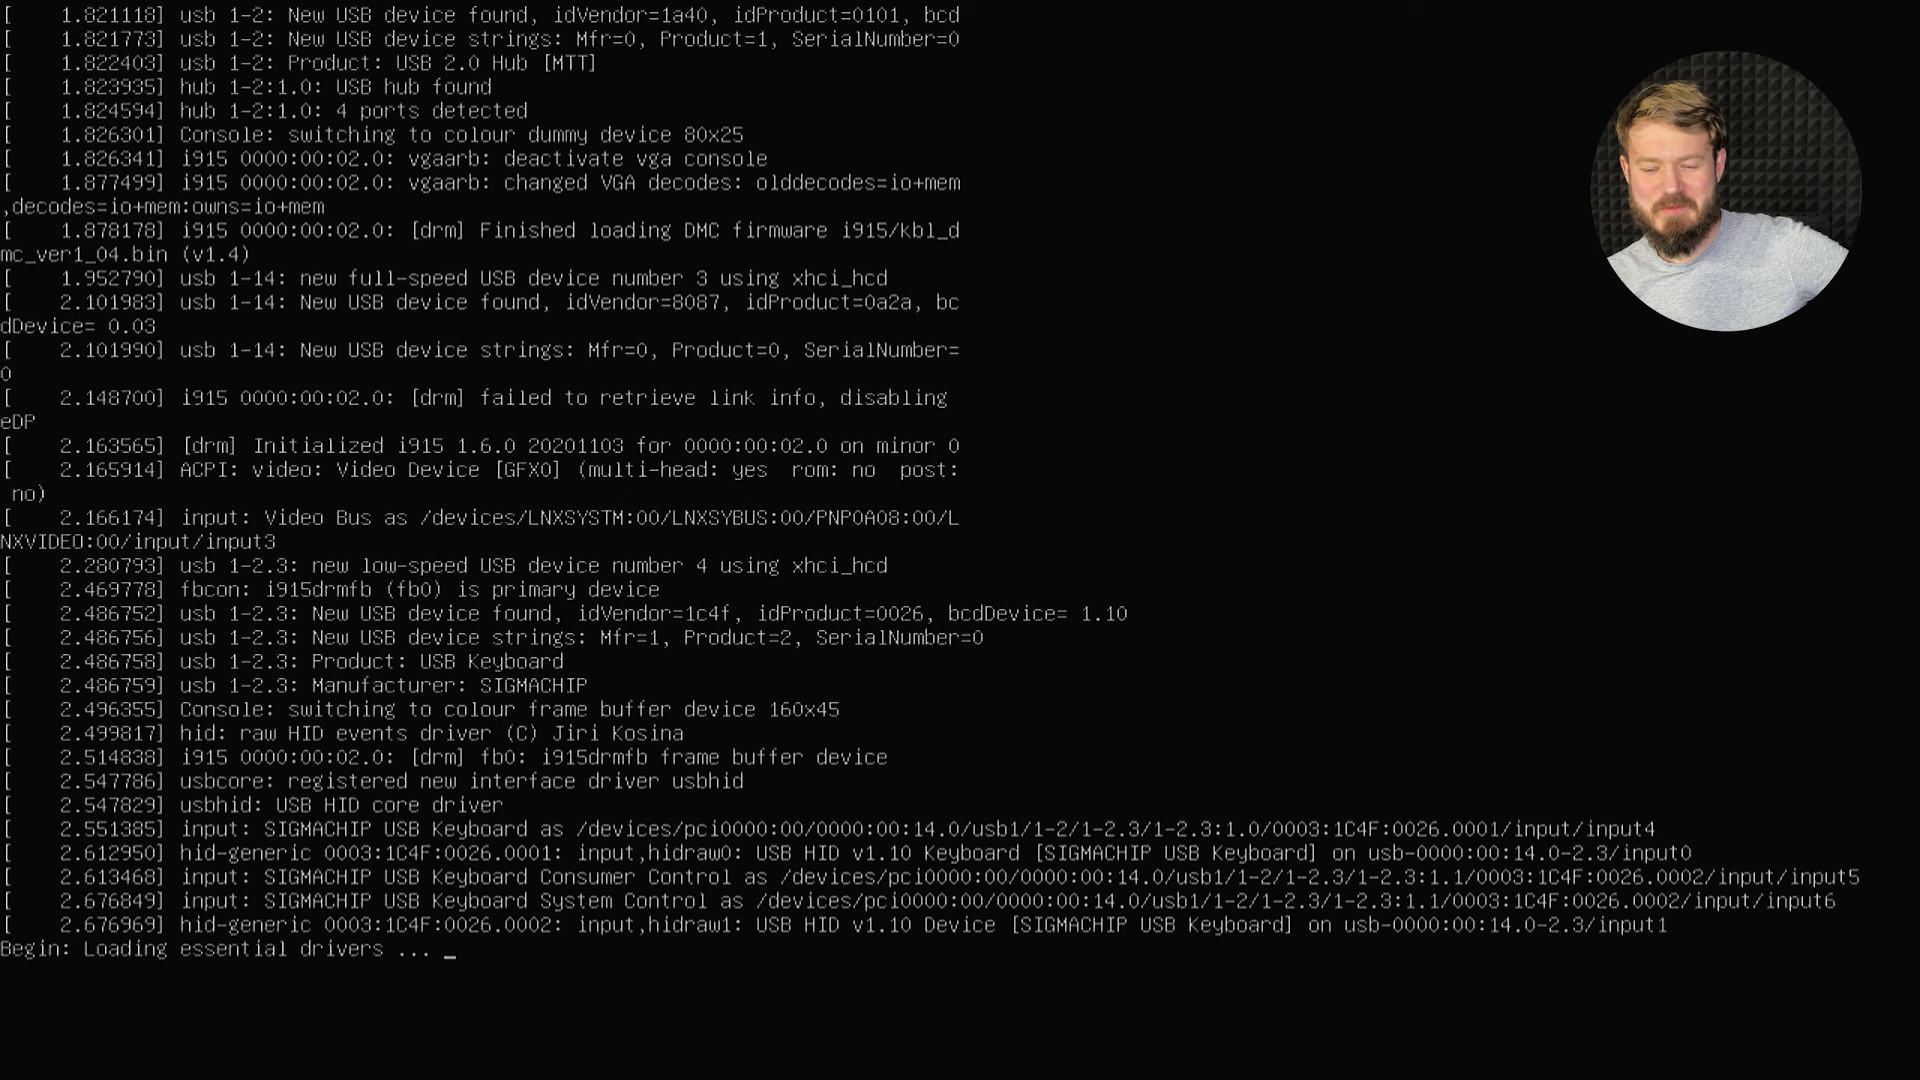 [    1.821118] usb 1-2: New USB device found, idVendor=1a40, idProduct=0101, bcd
[    1.821773] usb 1-2: New USB device strings: Mfr=0, Product=1, SerialNumber=0
[    1.822403] usb 1-2: Product: USB 2.0 Hub [MTT]
[    1.823935] hub 1-2:1.0: USB hub found
[    1.824594] hub 1-2:1.0: 4 ports detected
[    1.826301] Console: switching to colour dummy device 80x25
[    1.826341] i915 0000:00:02.0: vgaarb: deactivate vga console
[    1.877499] i915 0000:00:02.0: vgaarb: changed VGA decodes: olddecodes=io+mem
,decodes=io+mem:owns=io+mem
[    1.878178] i915 0000:00:02.0: [drm] Finished loading DMC firmware i915/kbl_d
mc_ver1_04.bin (v1.4)
[    1.952790] usb 1-14: new full-speed USB device number 3 using xhci_hcd
[    2.101983] usb 1-14: New USB device found, idVendor=8087, idProduct=0a2a, bc
dDevice= 0.03
[    2.101990] usb 1-14: New USB device strings: Mfr=0, Product=0, SerialNumber=
0
[    2.148700] i915 0000:00:02.0: [drm] failed to retrieve link info, disabling
eDP
[    2.163565] [drm] Initialized i915 1.6.0 20201103 for 0000:00:02.0 on minor 0
[    2.165914] ACPI: video: Video Device [GFX0] (multi-head: yes  rom: no  post:
 no)
[    2.166174] input: Video Bus as /devices/LNXSYSTM:00/LNXSYBUS:00/PNP0A08:00/L
NXVIDEO:00/input/input3
[    2.280793] usb 1-2.3: new low-speed USB device number 4 using xhci_hcd
[    2.469778] fbcon: i915drmfb (fb0) is primary device
[    2.486752] usb 1-2.3: New USB device found, idVendor=1c4f, idProduct=0026, bcdDevice= 1.10
[    2.486756] usb 1-2.3: New USB device strings: Mfr=1, Product=2, SerialNumber=0
[    2.486758] usb 1-2.3: Product: USB Keyboard
[    2.486759] usb 1-2.3: Manufacturer: SIGMACHIP
[    2.496355] Console: switching to colour frame buffer device 160x45
[    2.499817] hid: raw HID events driver (C) Jiri Kosina
[    2.514838] i915 0000:00:02.0: [drm] fb0: i915drmfb frame buffer device
[    2.547786] usbcore: registered new interface driver usbhid
[    2.547829] usbhid: USB HID core driver
[    2.551385] input: SIGMACHIP USB Keyboard as /devices/pci0000:00/0000:00:14.0/usb1/1-2/1-2.3/1-2.3:1.0/0003:1C4F:0026.0001/input/input4
[    2.612950] hid-generic 0003:1C4F:0026.0001: input,hidraw0: USB HID v1.10 Keyboard [SIGMACHIP USB Keyboard] on usb-0000:00:14.0-2.3/input0
[    2.613468] input: SIGMACHIP USB Keyboard Consumer Control as /devices/pci0000:00/0000:00:14.0/usb1/1-2/1-2.3/1-2.3:1.1/0003:1C4F:0026.0002/input/input5
[    2.676849] input: SIGMACHIP USB Keyboard System Control as /devices/pci0000:00/0000:00:14.0/usb1/1-2/1-2.3/1-2.3:1.1/0003:1C4F:0026.0002/input/input6
[    2.676969] hid-generic 0003:1C4F:0026.0002: input,hidraw1: USB HID v1.10 Device [SIGMACHIP USB Keyboard] on usb-0000:00:14.0-2.3/input1
Begin: Loading essential drivers ... _